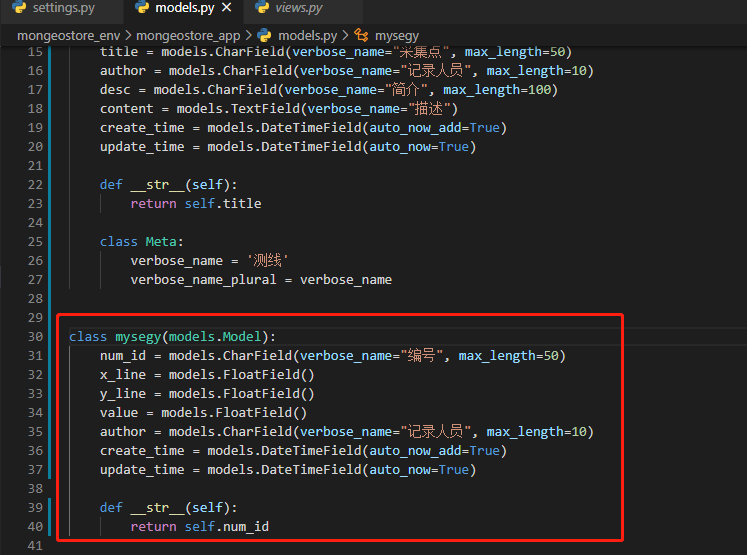 settings.py models.py × views.py
mongeostore_env > mongeostore_app > models.py > mysegy
15 title = models.CharField(verbose_name="采集点", max_length=50)
16 author = models.CharField(verbose_name="记录人员", max_length=10)
17 desc = models.CharField(verbose_name="简介", max_length=100)
18 content = models.TextField(verbose_name="描述")
19 create_time = models.DateTimeField(auto_now_add=True)
20 update_time = models.DateTimeField(auto_now=True)
21
22 def __str__(self):
23 return self.title
24
25 class Meta:
26 verbose_name = '测线'
27 verbose_name_plural = verbose_name
28
29
30 class mysegy(models.Model):
31 num_id = models.CharField(verbose_name="编号", max_length=50)
32 x_line = models.FloatField()
33 y_line = models.FloatField()
34 value = models.FloatField()
35 author = models.CharField(verbose_name="记录人员", max_length=10)
36 create_time = models.DateTimeField(auto_now_add=True)
37 update_time = models.DateTimeField(auto_now=True)
38
39 def __str__(self):
40 return self.num_id
41